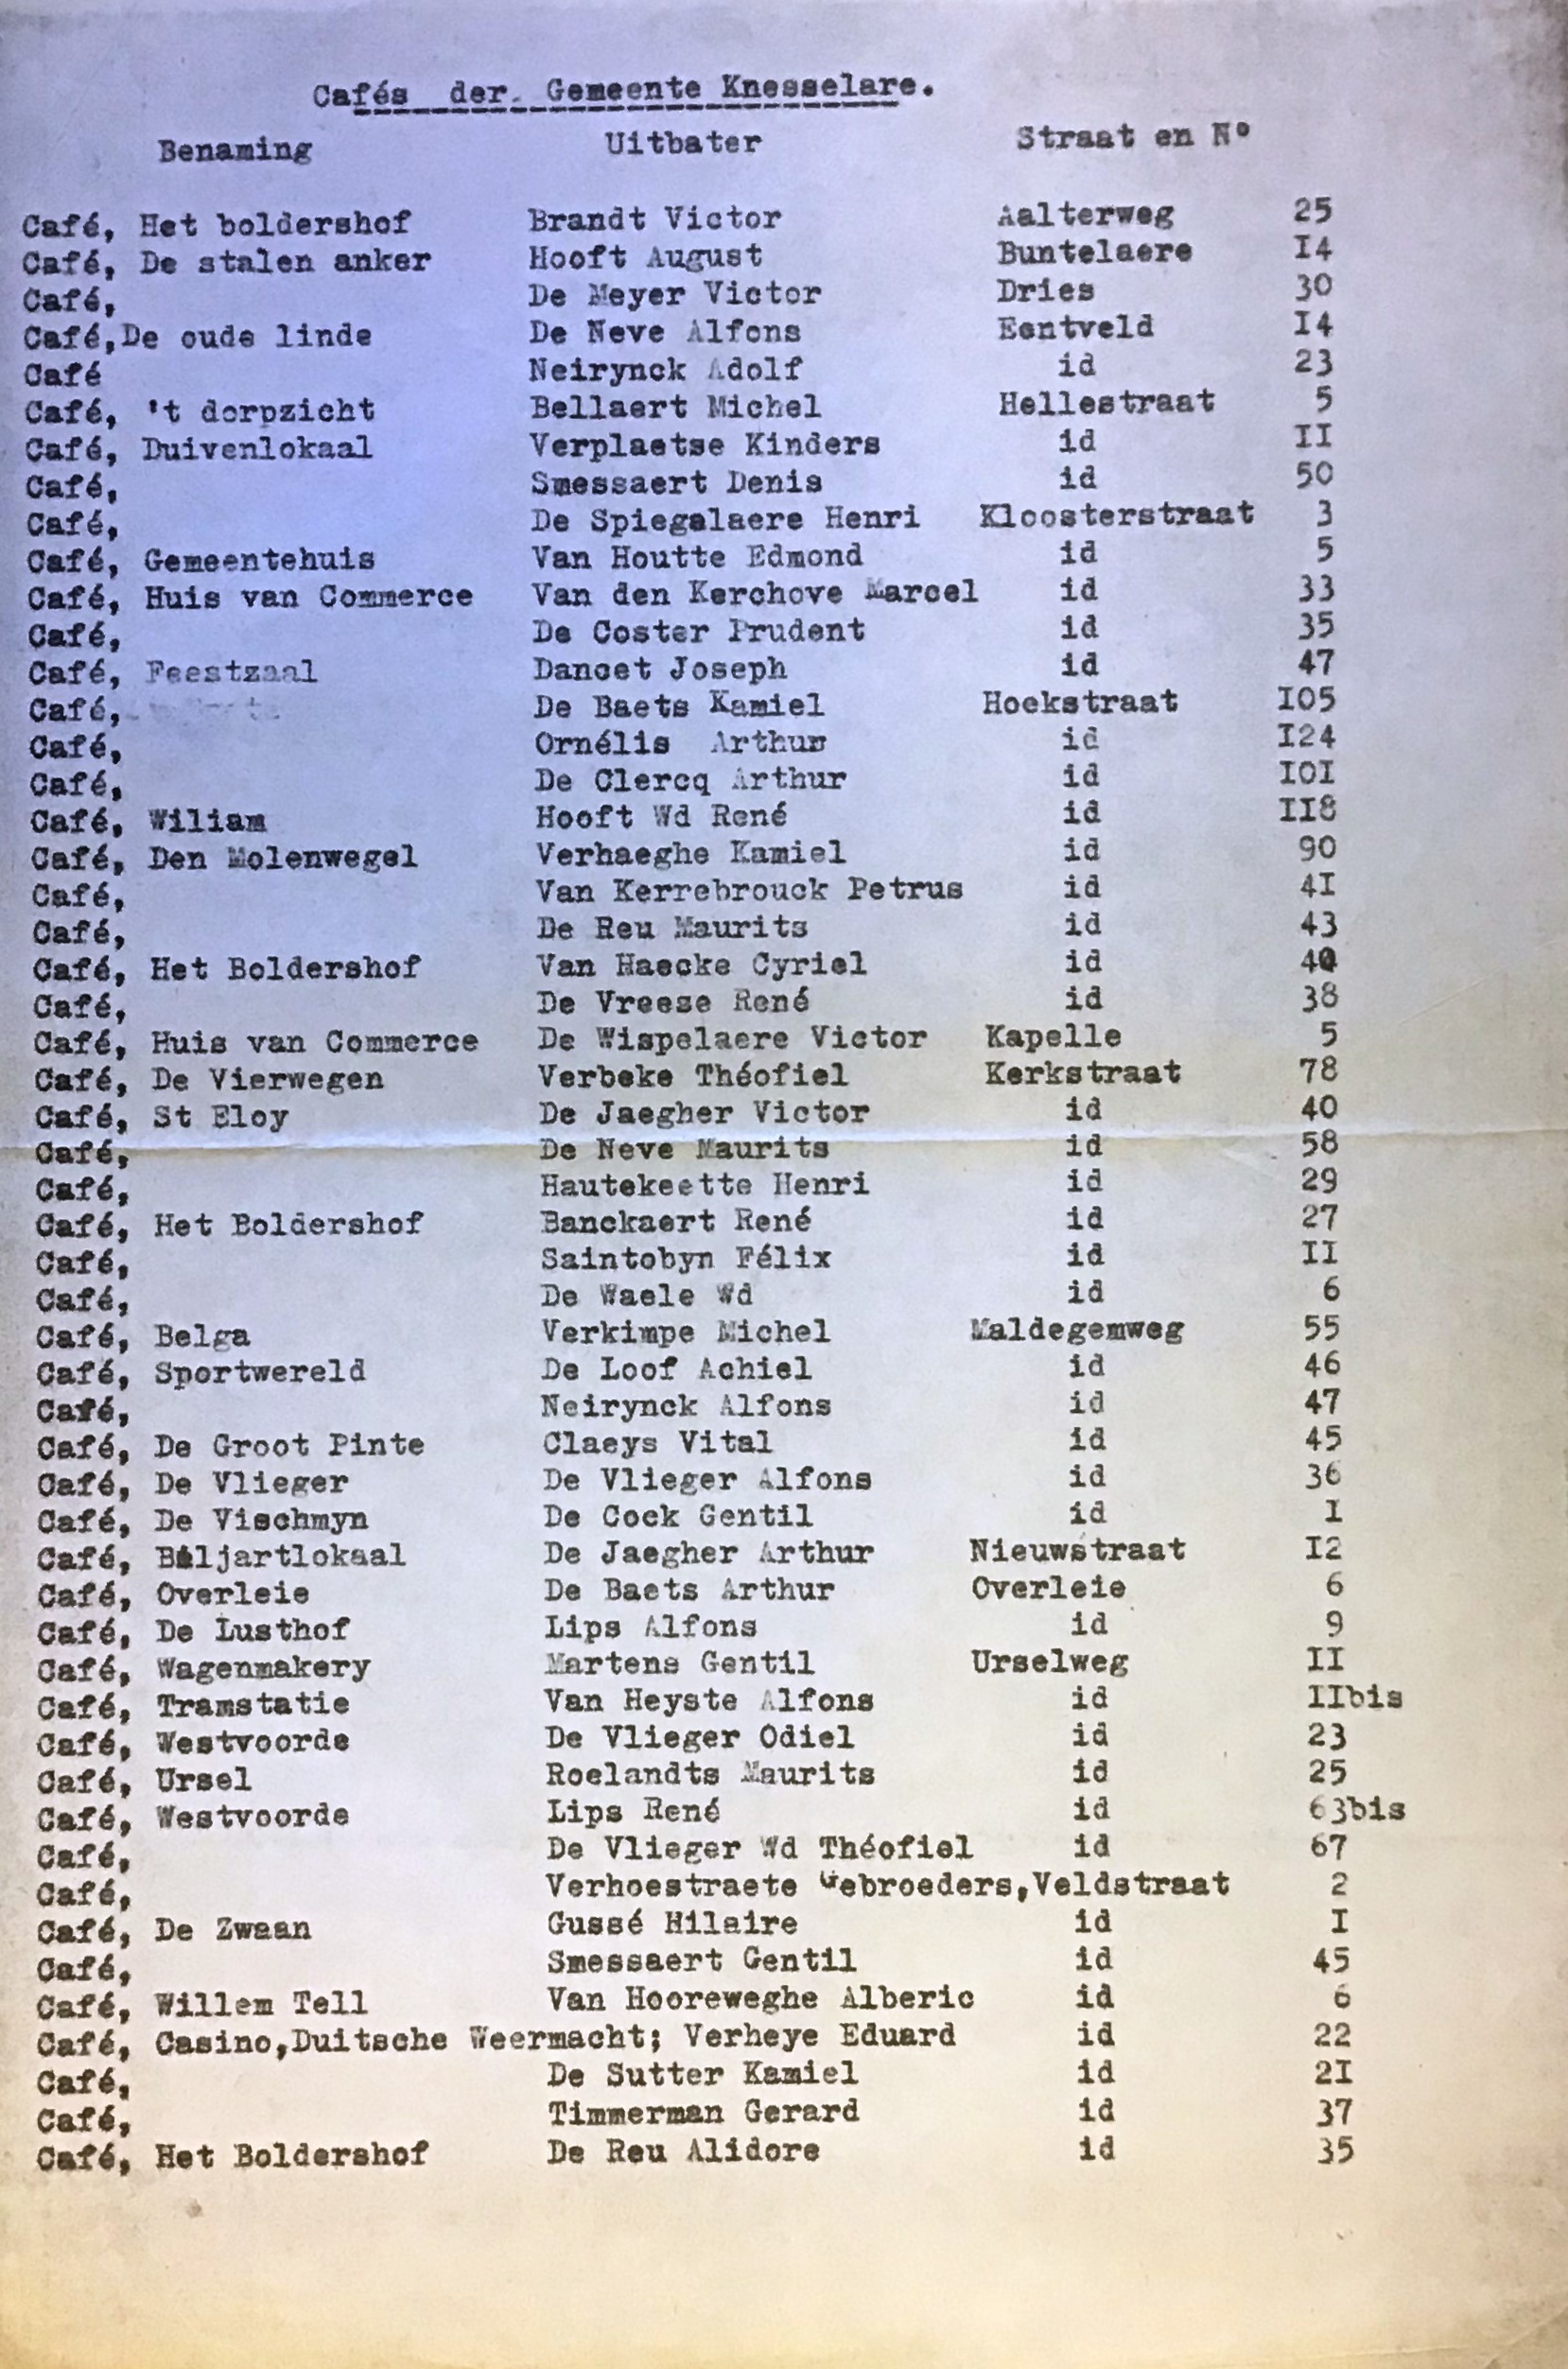 Cafés der Gemeente Knesselare.
Benaming Uitbater Straat en N°
Café, Het boldershof Brandt Victor Aalterweg 25
Café, De stalen anker Hooft August Buntelaere I4
Café, De Meyer Victor Dries 30
Café,De oude linde De Neve Alfons Eentveld I4
Café Neirynck Adolf id 23
Café, 't dorpzicht Bellaert Michel Hellestraat 5
Café, Duivenlokaal Verplaetse Kinders id II
Café, Smessaert Denis id 50
Café, De Spiegelaere Henri Kloosterstraat 3
Café, Gemeentehuis Van Houtte Edmond id 5
Café, Huis van Commerce Van den Kerchove Marcel id 33
Café, De Coster Prudent id 35
Café, Feestzaal Dancet Joseph id 47
Café, De Baets Kamiel Hoekstraat I05
Café, Ornélis Arthur id I24
Café, De Clercq Arthur id I0I
Café, Wiliam Hooft Wd René id II8
Café, Den Molenwegel Verhaeghe Kamiel id 90
Café, Van Kerrebrouck Petrus id 4I
Café, De Reu Maurits id 43
Café, Het Boldershof Van Haecke Cyriel id 40
Café, De Vreese René id 38
Café, Huis van Commerce De Wispelaere Victor Kapelle 5
Café, De Vierwegen Verbeke Théofiel Kerkstraat 78
Café, St Eloy De Jaegher Victor id 40
Café, De Neve Maurits id 58
Café, Hautekeette Henri id 29
Café, Het Boldershof Banckaert René id 27
Café, Saintobyn Félix id II
Café, De Waele Wd id 6
Café, Belga Verkimpe Michel Maldegemweg 55
Café, Sportwereld De Loof Achiel id 46
Café, Neirynck Alfons id 47
Café, De Groot Pinte Claeys Vital id 45
Café, De Vlieger De Vlieger Alfons id 36
Café, De Vischmyn De Cock Gentil id I
Café, Biljartlokaal De Jaegher Arthur Nieuwstraat I2
Café, Overleie De Baets Arthur Overleie 6
Café, De Lusthof Lips Alfons id 9
Café, Wagenmakery Martens Gentil Urselweg II
Café, Tramstatie Van Heyste Alfons id IIbis
Café, Westvoorde De Vlieger Odiel id 23
Café, Ursel Roelandts Maurits id 25
Café, Westvoorde Lips René id 63bis
Café, De Vlieger Wd Théofiel id 67
Café, Verhoestraete Gebroeders,Veldstraat 2
Café, De Zwaan Gussé Hilaire id I
Café, Smessaert Gentil id 45
Café, Willem Tell Van Hooreweghe Alberic id 6
Café, Casino,Duitsche Weermacht; Verheye Eduard id 22
Café, De Sutter Kamiel id 2I
Café, Timmerman Gerard id 37
Café, Het Boldershof De Reu Alidore id 35